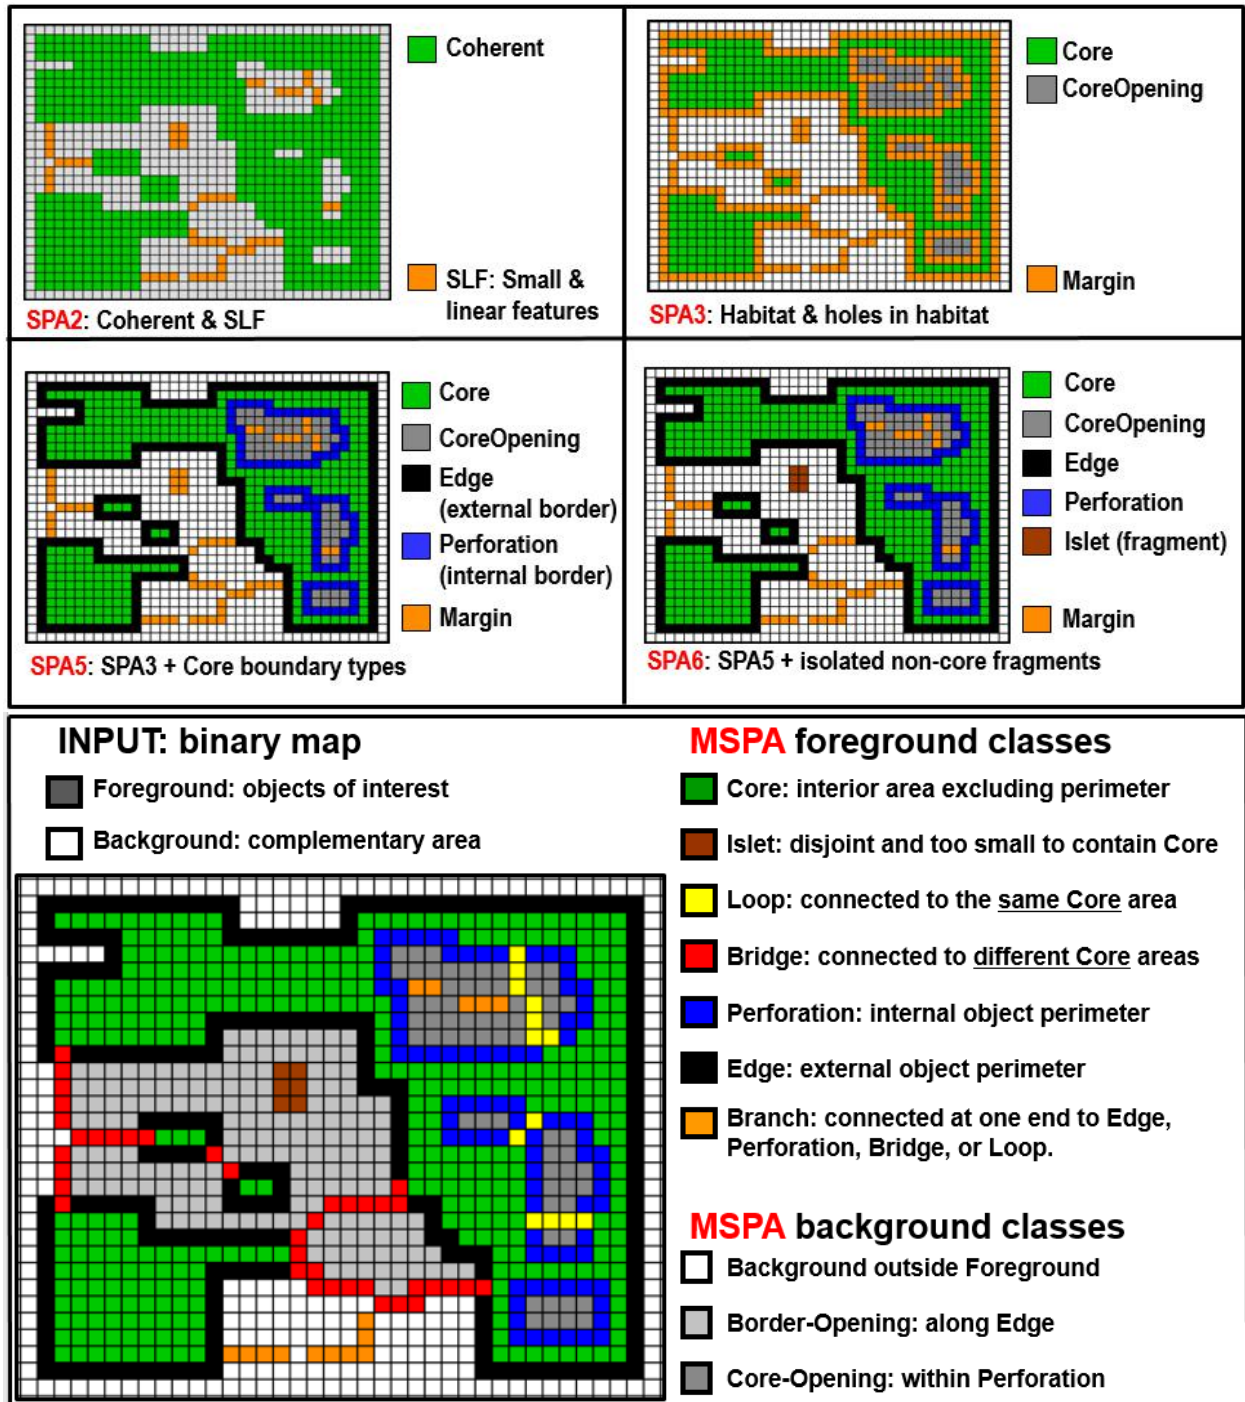 Coherent
SLF: Small &
linear features
SPA2: Coherent & SLF
Core
CoreOpening
Margin
SPA3: Habitat & holes in habitat
Core
CoreOpening
Edge
(external border)
Perforation
(internal border)
Margin
SPA5: SPA3 + Core boundary types
Core
CoreOpening
Edge
Perforation
Islet (fragment)
Margin
SPA6: SPA5 + isolated non-core fragments
INPUT: binary map
Foreground: objects of interest
Background: complementary area
MSPA foreground classes
Core: interior area excluding perimeter
Islet: disjoint and too small to contain Core
Loop: connected to the same Core area
Bridge: connected to different Core areas
Perforation: internal object perimeter
Edge: external object perimeter
Branch: connected at one end to Edge,
Perforation, Bridge, or Loop.
MSPA background classes
Background outside Foreground
Border-Opening: along Edge
Core-Opening: within Perforation